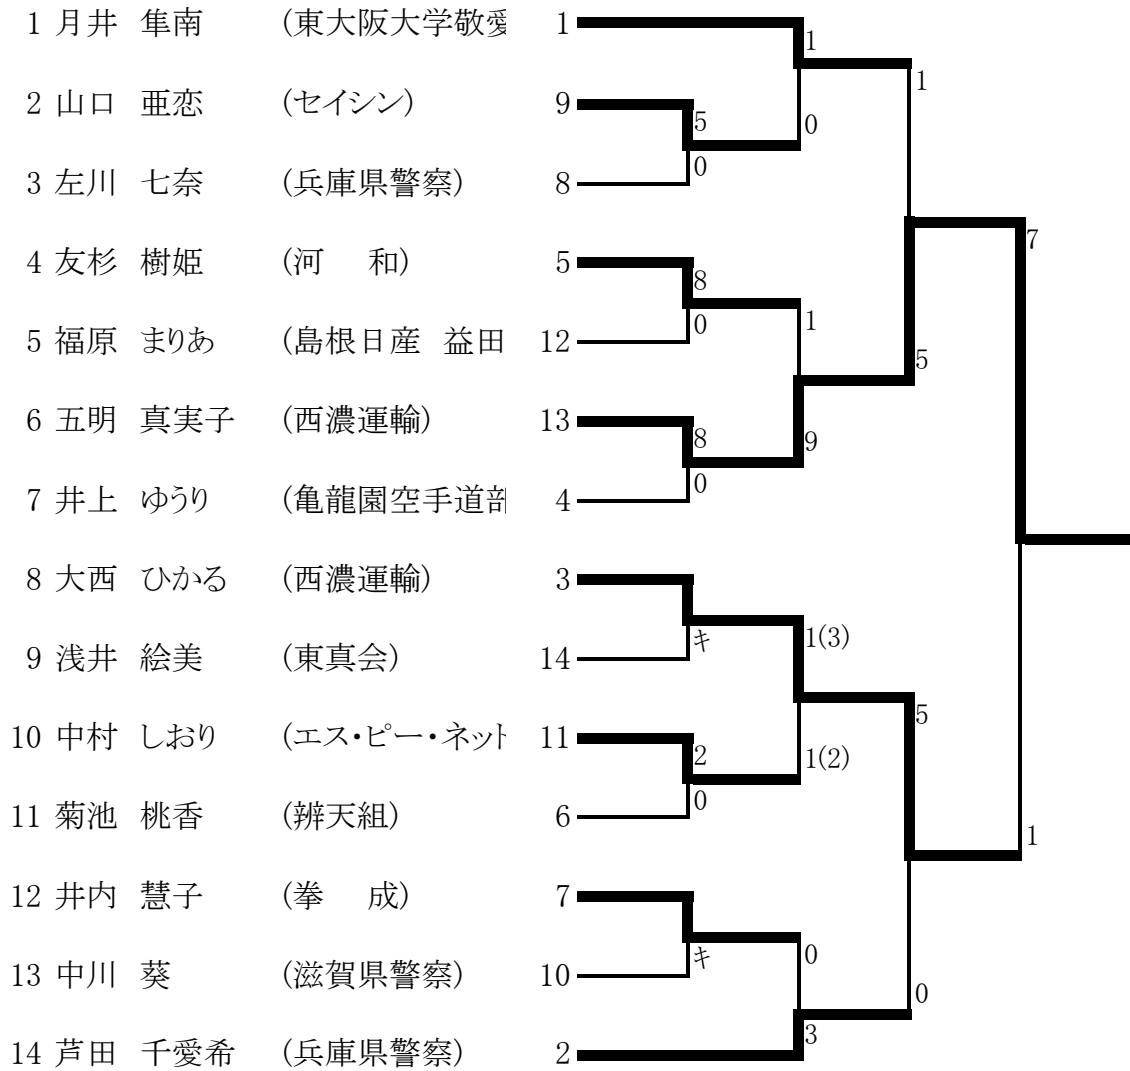 1 月井 隼南 (東大阪大学敬愛 1
1
1
2 山口 亜恋 (セイシン) 9
5
0
0
3 左川 七奈 (兵庫県警察) 8
7
4 友杉 樹姫 (河 和) 5
8
0
1
5 福原 まりあ (島根日産 益田 12
5
6 五明 真実子 (西濃運輸) 13
8
9
0
7 井上 ゆうり (亀龍園空手道部 4
8 大西 ひかる (西濃運輸) 3
キ
1(3)
9 浅井 絵美 (東真会) 14
5
10 中村 しおり (エス・ピー・ネット 11
2
1(2)
0
11 菊池 桃香 (辨天組) 6
1
12 井内 慧子 (拳 成) 7
キ
0
13 中川 葵 (滋賀県警察) 10
0
3
14 芦田 千愛希 (兵庫県警察) 2